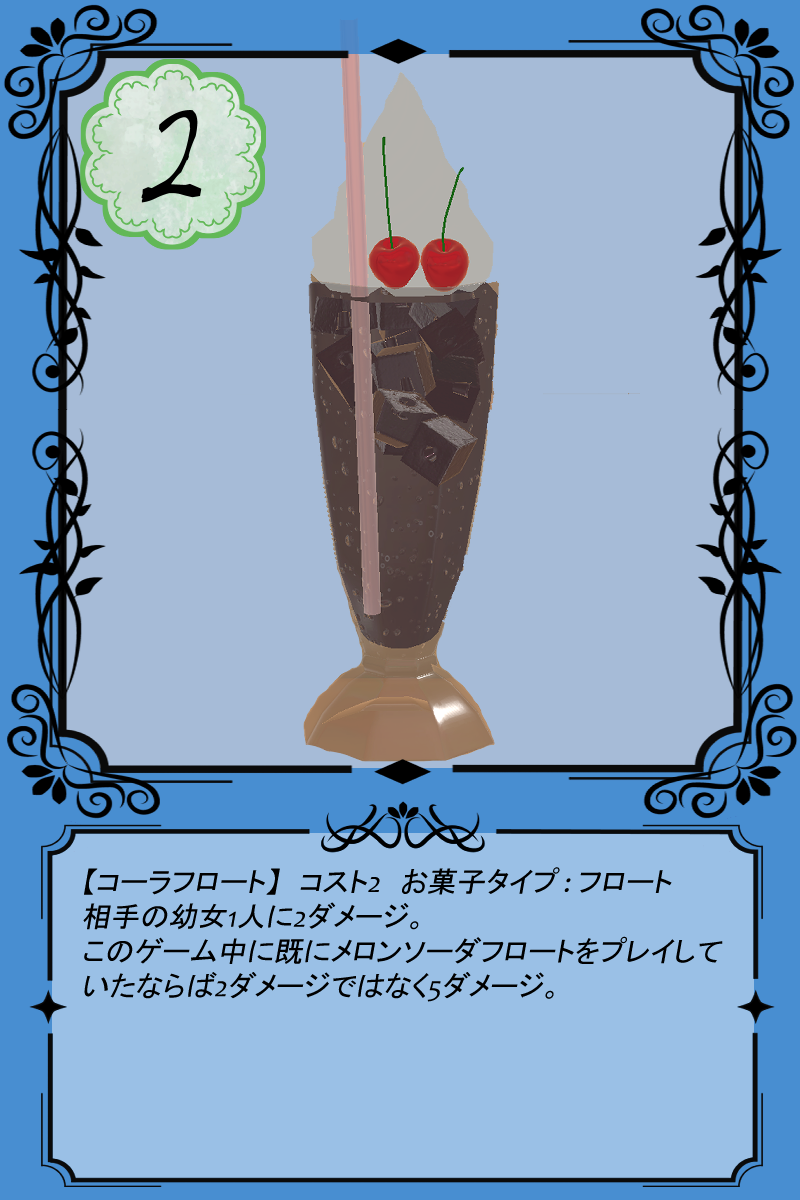 2
【コーラフロート】 コスト2 お菓子タイプ : フロート
相手の幼女1人に2ダメージ。
このゲーム中に既にメロンソーダフロートをプレイして
いたならば2ダメージではなく5ダメージ。